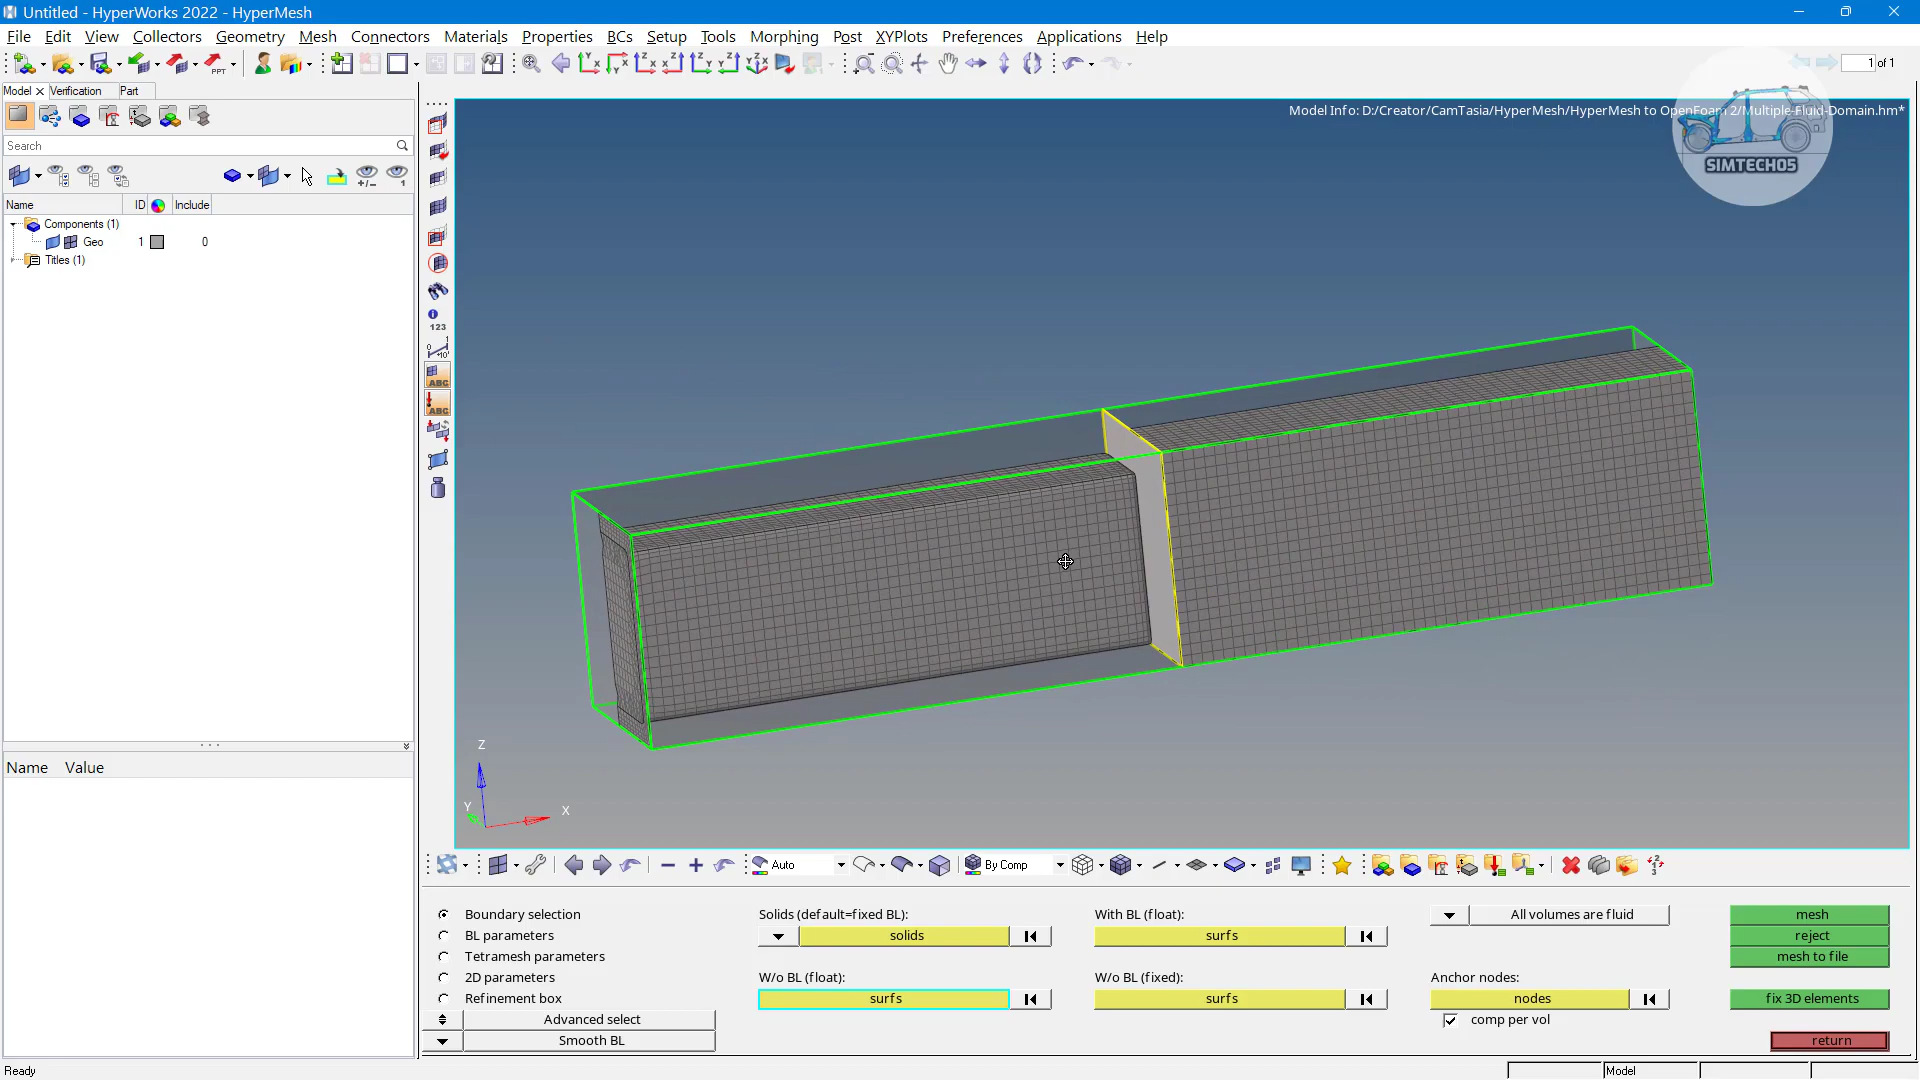 Untitled - HyperWorks 2022 - HyperMesh
File Edit View Collectors Geometry Mesh Connectors Materials Properties BCs Setup Tools Morphing Post XYPlots Preferences Applications Help
PPT
1 of 1
Model Verification Part
Model Info: D:/Creator/CamTasia/HyperMesh/HyperMesh to OpenFoam 2/Multiple-Fluid-Domain.hm*
SIMTECH05
Search
Name ID Include
Components (1)
Geo 1 0
Titles (1)
123
ABC
ABC
Name Value
Z
Y
X
Auto By Comp
Boundary selection Solids (default=fixed BL): With BL (float): All volumes are fluid mesh
BL parameters solids surfs reject
Tetramesh parameters mesh to file
2D parameters W/o BL (float): W/o BL (fixed): Anchor nodes:
Refinement box surfs surfs nodes fix 3D elements
Advanced select comp per vol
Smooth BL return
Ready Model